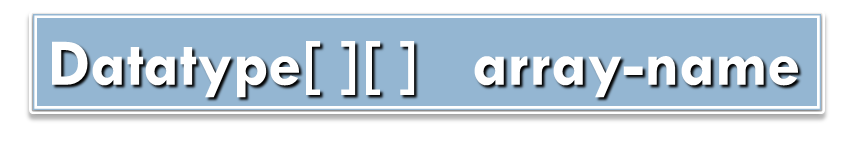 Datatype[ ][ ] array-name